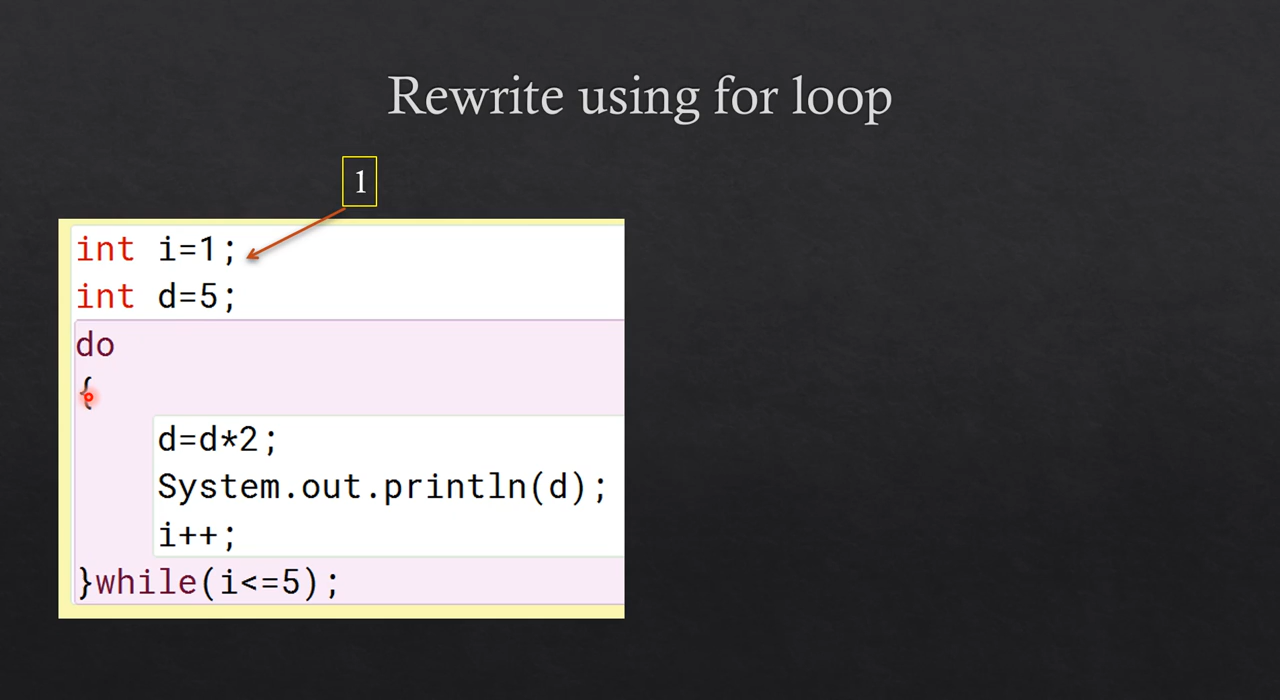 Rewrite using for loop
1
int i=1;
int d=5;
do
{
d=d*2;
System.out.println(d);
i++;
}while(i<=5);